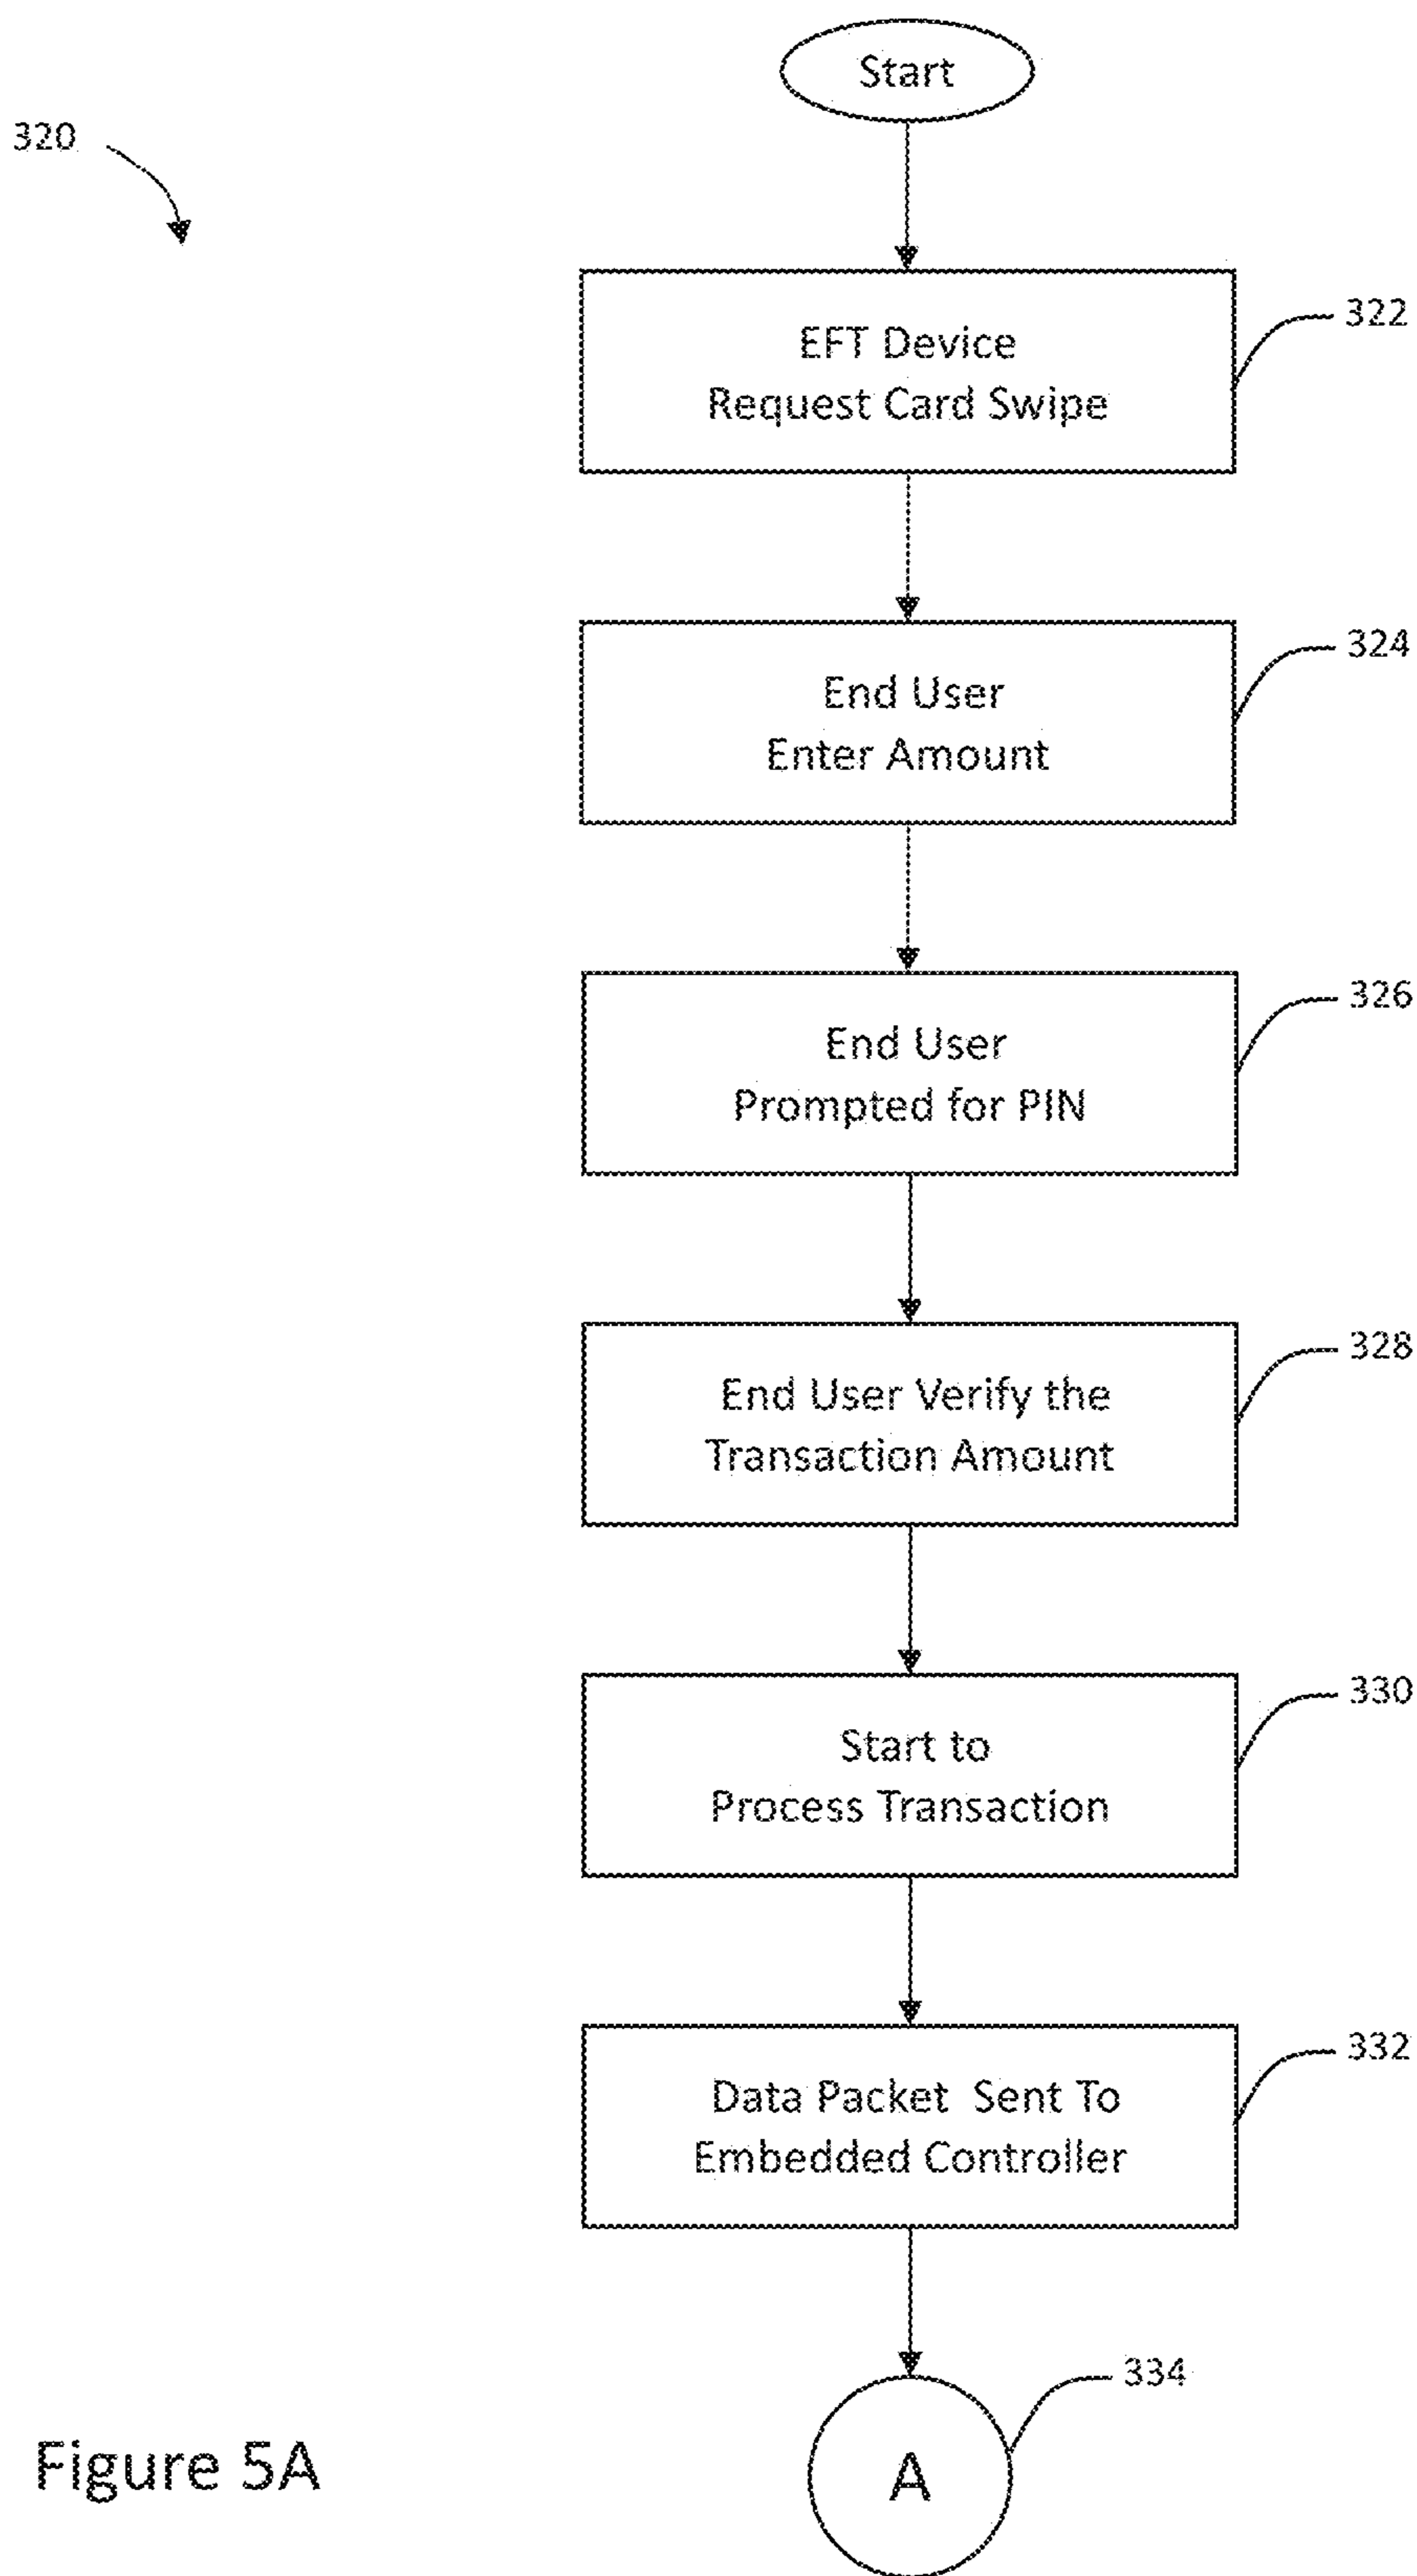 Start
320
EFT Device
Request Card Swipe
322
End User
Enter Amount
324
End User
Prompted for PIN
326
End User Verify the
Transaction Amount
328
Start to
Process Transaction
330
Data Packet Sent To
Embedded Controller
332
334
A
Figure 5A